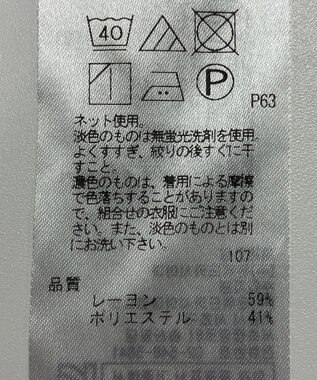 40
P
P63
ネット使用。
淡色のものは無蛍光洗剤を使用。
よくすすぎ、絞りの後すぐに干
すこと。
濃色のものは、着用による摩擦
で色落ちすることがありますの
で、組合せの衣服にご注意くだ
さい。また、淡色のものとは別
にお洗い下さい。
107
品質
レーヨン 59%
ポリエステル 41%